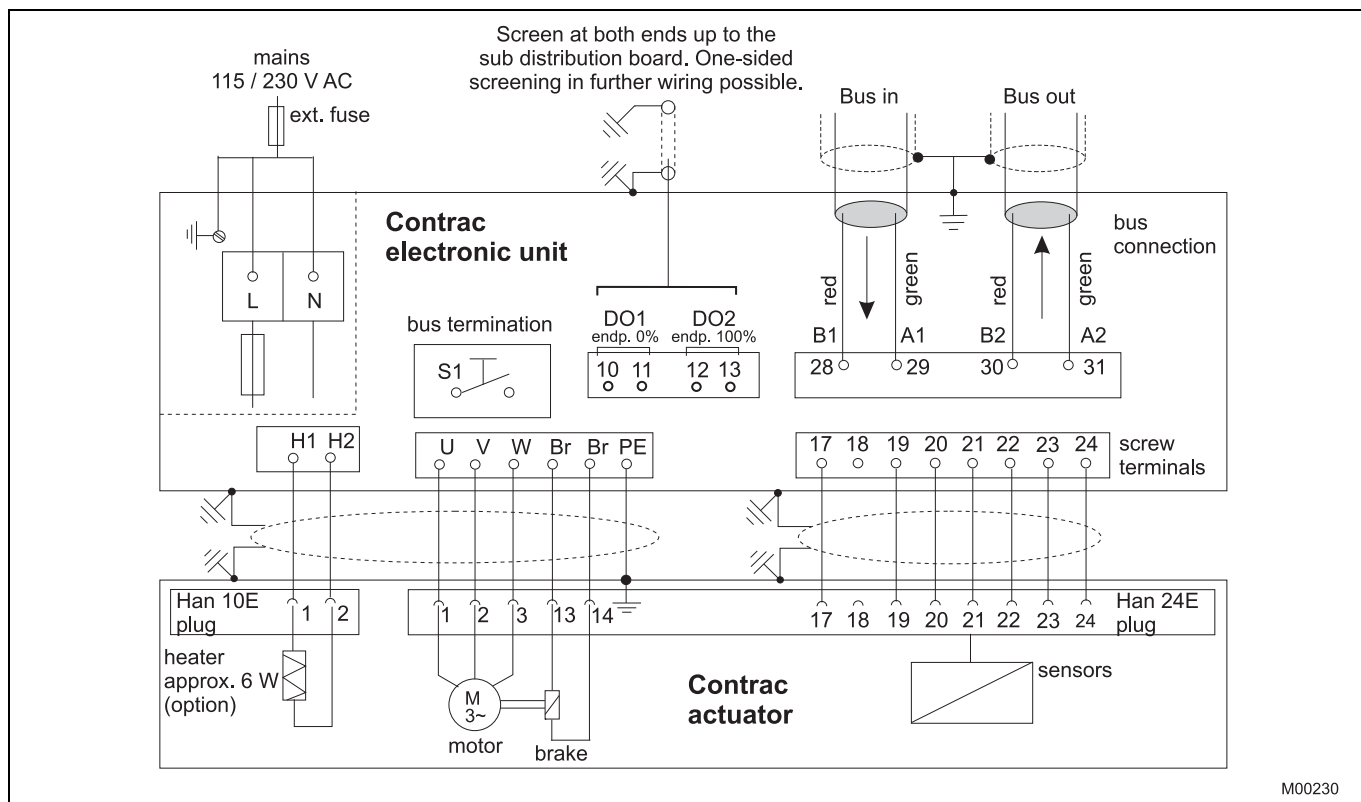 Screen at both ends up to the
sub distribution board. One-sided
screening in further wiring possible.
mains
115 / 230 V AC
ext. fuse
Bus in
Bus out
Contrac
electronic unit
bus
connection
L
N
red
green
red
green
bus termination
S1
DO1
DO2
endp. 0%
endp. 100%
10 11 12 13
B1 A1 B2 A2
28 29 30 31
H1 H2
U V W Br Br PE
17 18 19 20 21 22 23 24
screw
terminals
Han 10E
plug
1 2
1 2 3 13 14
17 18 19 20 21 22 23 24
Han 24E
plug
heater
approx. 6 W
(option)
M
3~
motor
brake
Contrac
actuator
sensors
M00230